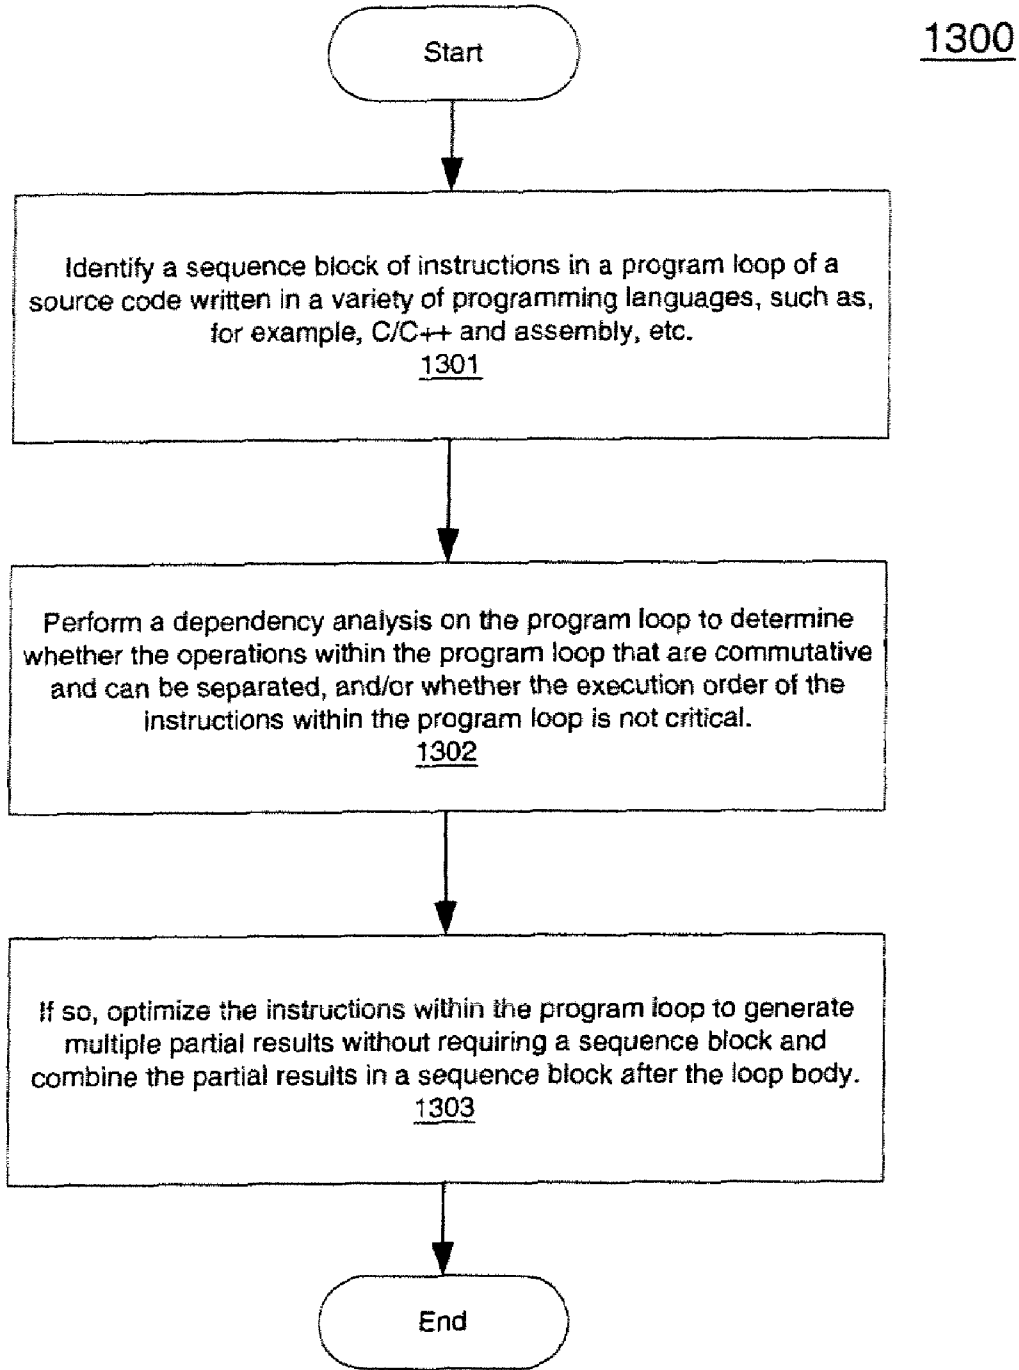 Start
1300
Identify a sequence block of instructions in a program loop of a
source code written in a variety of programming languages, such as,
for example, C/C++ and assembly, etc.
1301
Perform a dependency analysis on the program loop to determine
whether the operations within the program loop that are commutative
and can be separated, and/or whether the execution order of the
instructions within the program loop is not critical.
1302
If so, optimize the instructions within the program loop to generate
multiple partial results without requiring a sequence block and
combine the partial results in a sequence block after the loop body.
1303
End